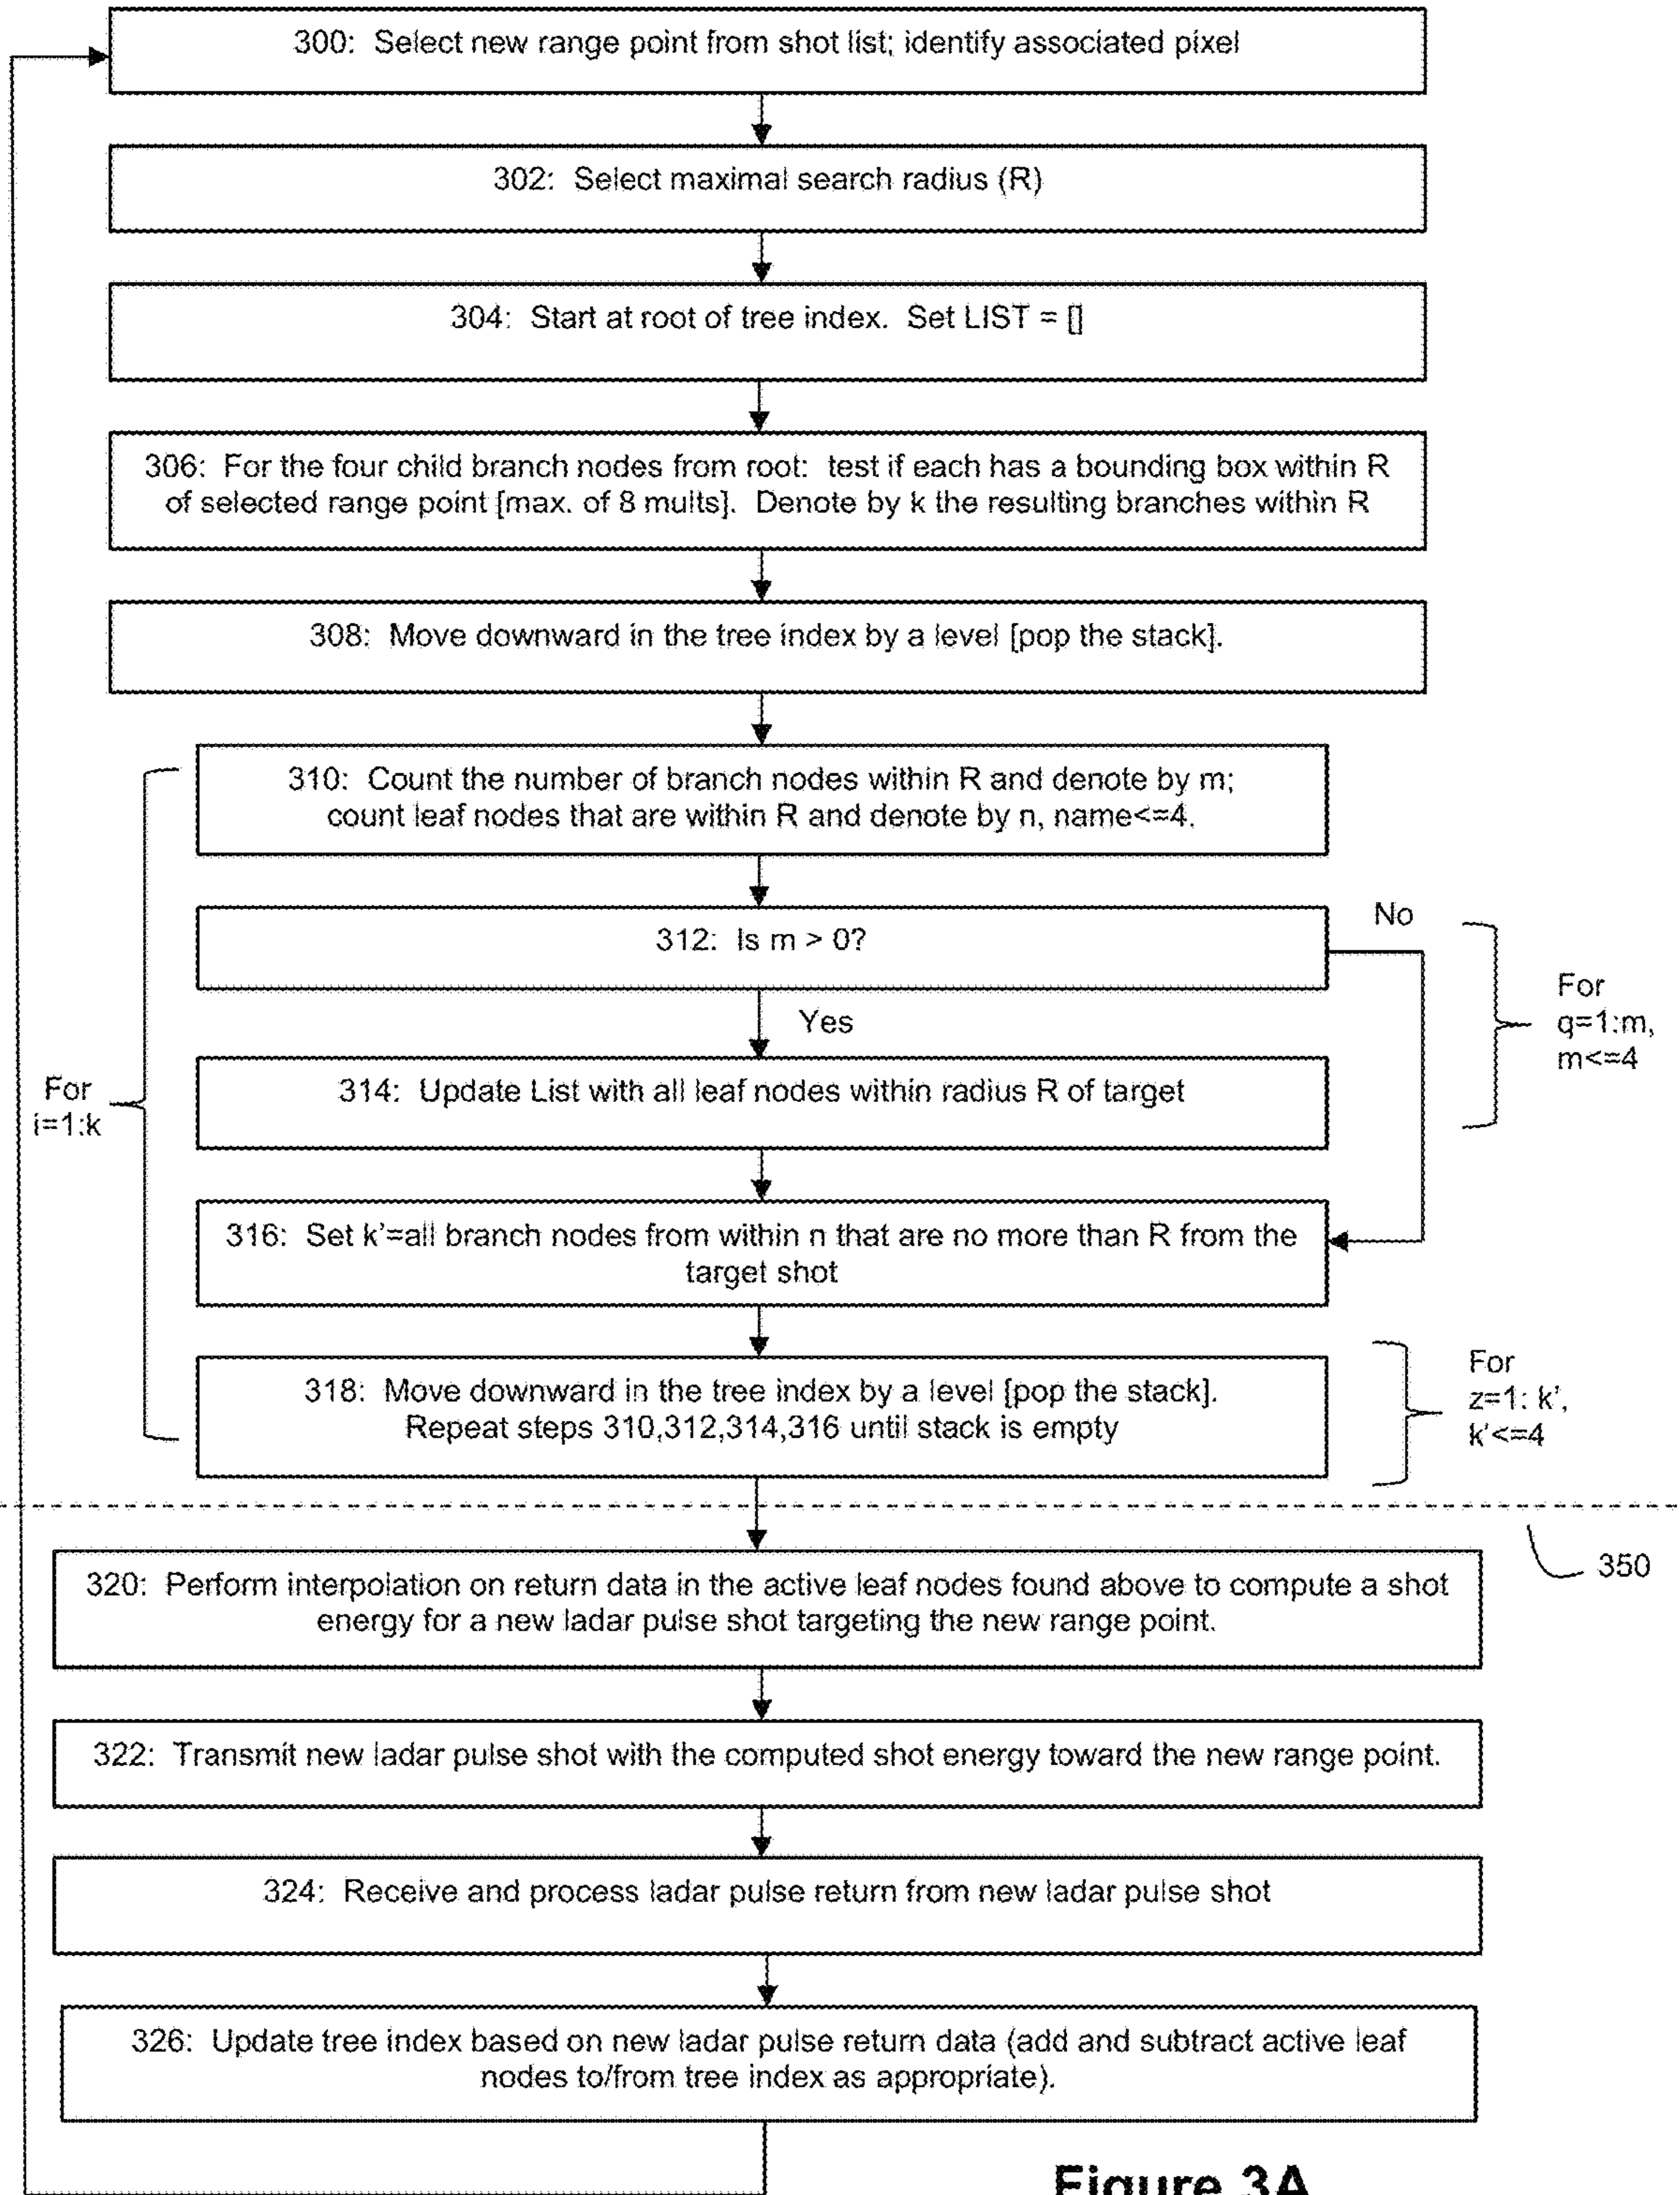 300: Select new range point from shot list; identify associated pixel
302: Select maximal search radius (R)
304: Start at root of tree index. Set LIST = []
306: For the four child branch nodes from root: test if each has a bounding box within R
of selected range point [max. of 8 mults]. Denote by k the resulting branches within R
308: Move downward in the tree index by a level [pop the stack].
310: Count the number of branch nodes within R and denote by m;
count leaf nodes that are within R and denote by n, name<=4.
312: Is m > 0?
No
Yes
For
q=1:m,
m<=4
314: Update List with all leaf nodes within radius R of target
For
i=1:k
316: Set k'=all branch nodes from within n that are no more than R from the
target shot
318: Move downward in the tree index by a level [pop the stack].
Repeat steps 310,312,314,316 until stack is empty
For
z=1: k',
k'<=4
350
320: Perform interpolation on return data in the active leaf nodes found above to compute a shot
energy for a new ladar pulse shot targeting the new range point.
322: Transmit new ladar pulse shot with the computed shot energy toward the new range point.
324: Receive and process ladar pulse return from new ladar pulse shot
326: Update tree index based on new ladar pulse return data (add and subtract active leaf
nodes to/from tree index as appropriate).
Figure 3A